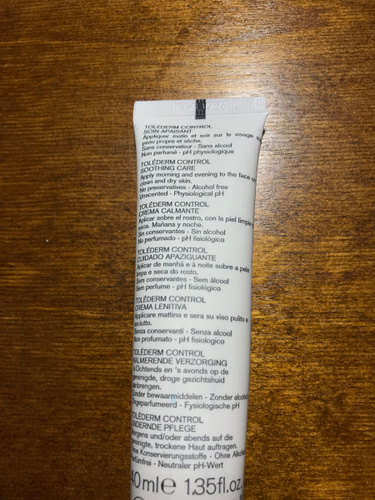 TOLÉDERM CONTROL
SOIN APAISANT
Appliquer matin et soir sur le visage
peau propre et sèche.
Sans conservateur - Sans alcool
Non parfumé - pH physiologique
TOLÉDERM CONTROL
SOOTHING CARE
Apply morning and evening to the face on
clean and dry skin.
No preservatives - Alcohol free
Unscented - Physiological pH
TOLÉDERM CONTROL
CREMA CALMANTE
Aplicar sobre el rostro, con la piel limpia
seca. Mañana y noche.
Sin conservantes - Sin alcohol
No perfumado - pH fisiológico
TOLÉDERM CONTROL
CUIDADO APAZIGUANTE
Aplicar de manhã e à noite sobre a pele
limpa e seca do rosto.
Sem conservantes - Sem álcool
Sem perfume - pH fisiológico
TOLÉDERM CONTROL
CREMA LENITIVA
Applicare mattina e sera su viso pulito e
asciutto.
Senza conservanti - Senza alcool
Non profumato - pH fisiologico
TOLÉDERM CONTROL
KALMERENDE VERZORGING
's Ochtends en 's avonds op de
gereinigde, droge gezichtshuid
aanbrengen.
Zonder bewaarmiddelen - Zonder alcohol
Ongeparfumeerd - Fysiologische pH
TOLÉDERM CONTROL
LINDERNDE PFLEGE
Morgens und/oder abends auf die
gereinigte, trockene Haut auftragen.
Ohne Konservierungsstoffe - Ohne Alkohol
Parfümfrei - Neutraler pH-Wert
40 ml e 1.35 fl.oz.